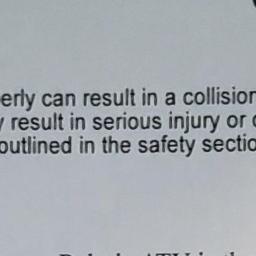 erly can result in a collision
result in serious injury or
outlined in the safety sectio